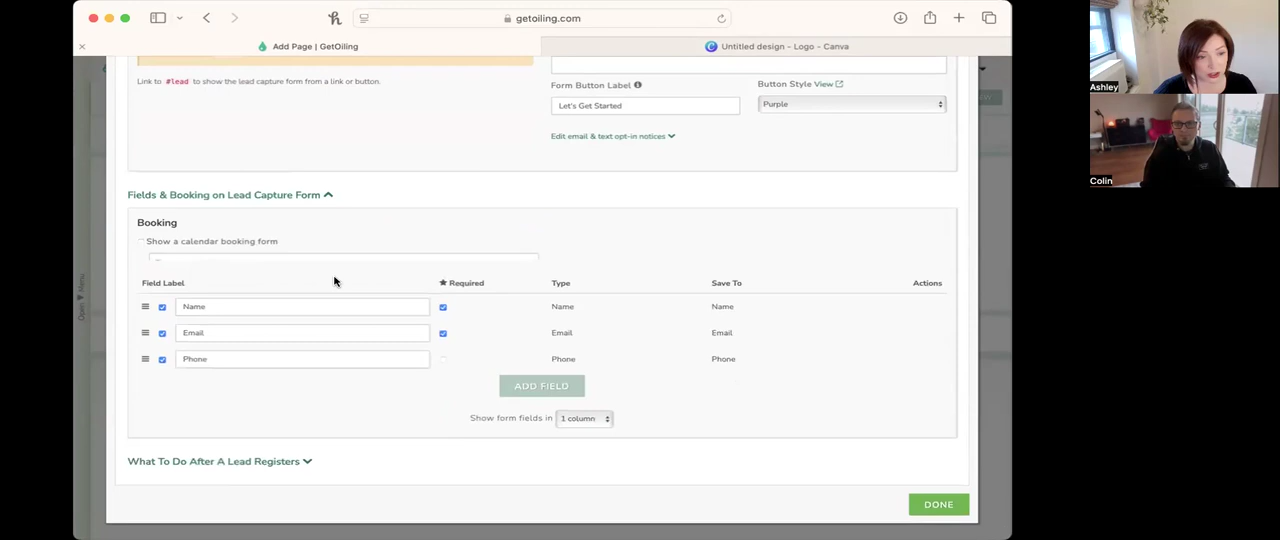 getoiling.com
Add Page | GetOiling
Untitled design - Logo - Canva
Link to #lead to show the lead capture form from a link or button.
Form Button Label
Button Style View
Let's Get Started
Purple
Edit email & text opt-in notices
Fields & Booking on Lead Capture Form
Booking
Show a calendar booking form
Field Label
Required
Type
Save To
Actions
Name
Name
Name
Email
Email
Email
Phone
Phone
Phone
ADD FIELD
Show form fields in
1 column
What To Do After A Lead Registers
DONE
Open
Menu
Ashley
Colin